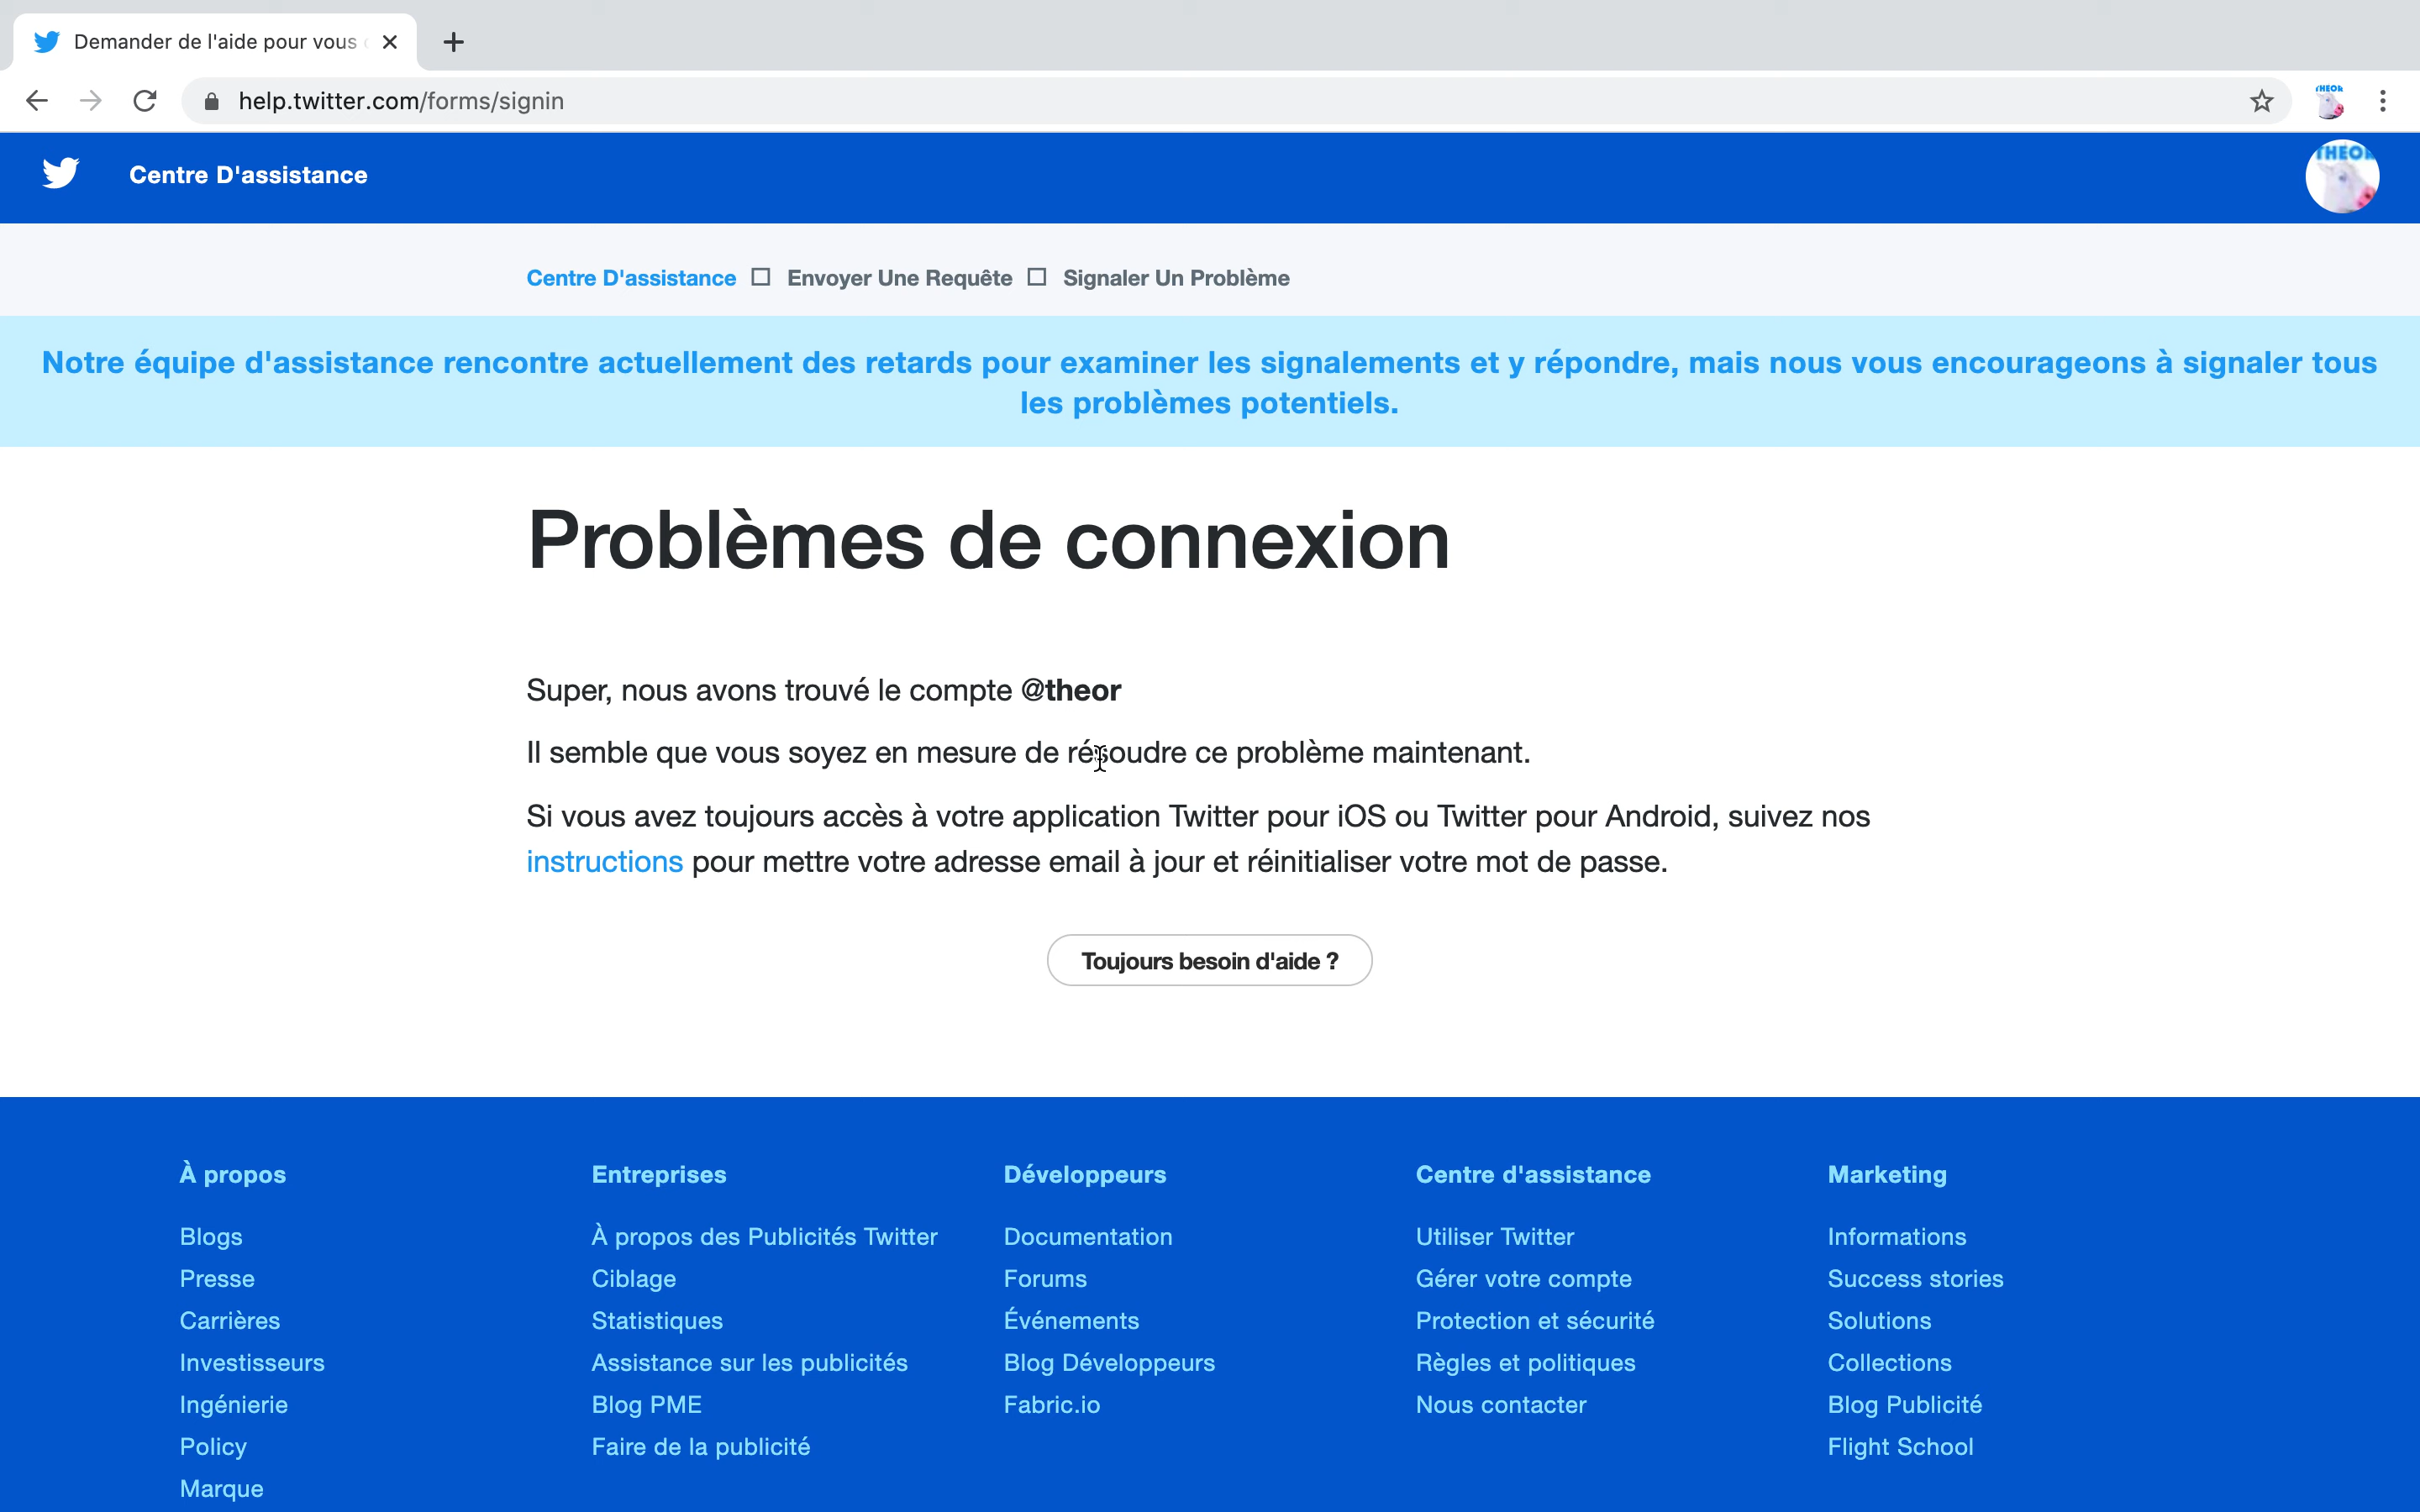 Demander de l'aide pour vous
help.twitter.com/forms/signin
THEOR
Centre D'assistance
THEOR
Centre D'assistance Envoyer Une Requête Signaler Un Problème
Notre équipe d'assistance rencontre actuellement des retards pour examiner les signalements et y répondre, mais nous vous encourageons à signaler tous
les problèmes potentiels.
Problèmes de connexion
Super, nous avons trouvé le compte @theor
Il semble que vous soyez en mesure de résoudre ce problème maintenant.
Si vous avez toujours accès à votre application Twitter pour iOS ou Twitter pour Android, suivez nos
instructions pour mettre votre adresse email à jour et réinitialiser votre mot de passe.
Toujours besoin d'aide ?
À propos
Blogs
Presse
Carrières
Investisseurs
Ingénierie
Policy
Marque
Entreprises
À propos des Publicités Twitter
Ciblage
Statistiques
Assistance sur les publicités
Blog PME
Faire de la publicité
Développeurs
Documentation
Forums
Événements
Blog Développeurs
Fabric.io
Centre d'assistance
Utiliser Twitter
Gérer votre compte
Protection et sécurité
Règles et politiques
Nous contacter
Marketing
Informations
Success stories
Solutions
Collections
Blog Publicité
Flight School